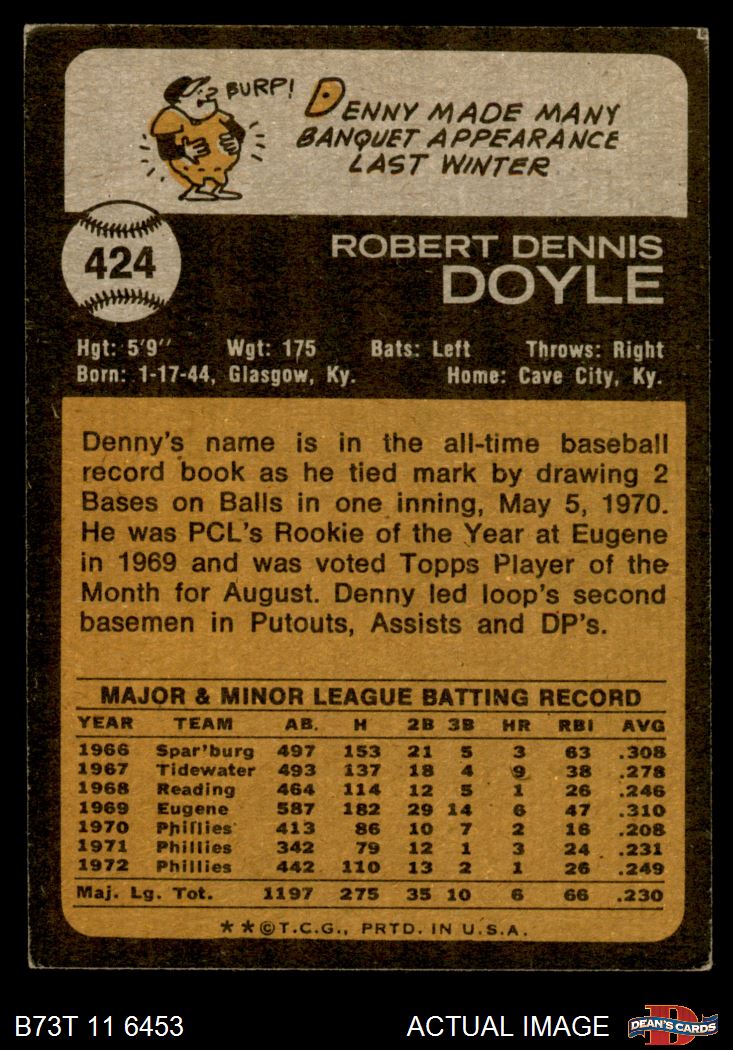 BURP!
DENNY MADE MANY
BANQUET APPEARANCE
LAST WINTER
424
ROBERT DENNIS
DOYLE
Hgt: 5'9" Wgt: 175 Bats: Left Throws: Right
Born: 1-17-44, Glasgow, Ky. Home: Cave City, Ky.
Denny's name is in the all-time baseball
record book as he tied mark by drawing 2
Bases on Balls in one inning, May 5, 1970.
He was PCL's Rookie of the Year at Eugene
in 1969 and was voted Topps Player of the
Month for August. Denny led loop's second
basemen in Putouts, Assists and DP's.
MAJOR & MINOR LEAGUE BATTING RECORD
YEAR TEAM AB. H 2B 3B HR RBI AVG
1966 Spar'burg 497 153 21 5 3 63 .308
1967 Tidewater 493 137 18 4 9 38 .278
1968 Reading 464 114 12 5 1 26 .246
1969 Eugene 587 182 29 14 6 47 .310
1970 Phillies 413 86 10 7 2 16 .208
1971 Phillies 342 79 12 1 3 24 .231
1972 Phillies 442 110 13 2 1 26 .249
Maj. Lg. Tot. 1197 275 35 10 6 66 .230
**©T.C.G., PRTD. IN U.S.A.
B73T 11 6453 ACTUAL IMAGE D DEAN'S CARDS